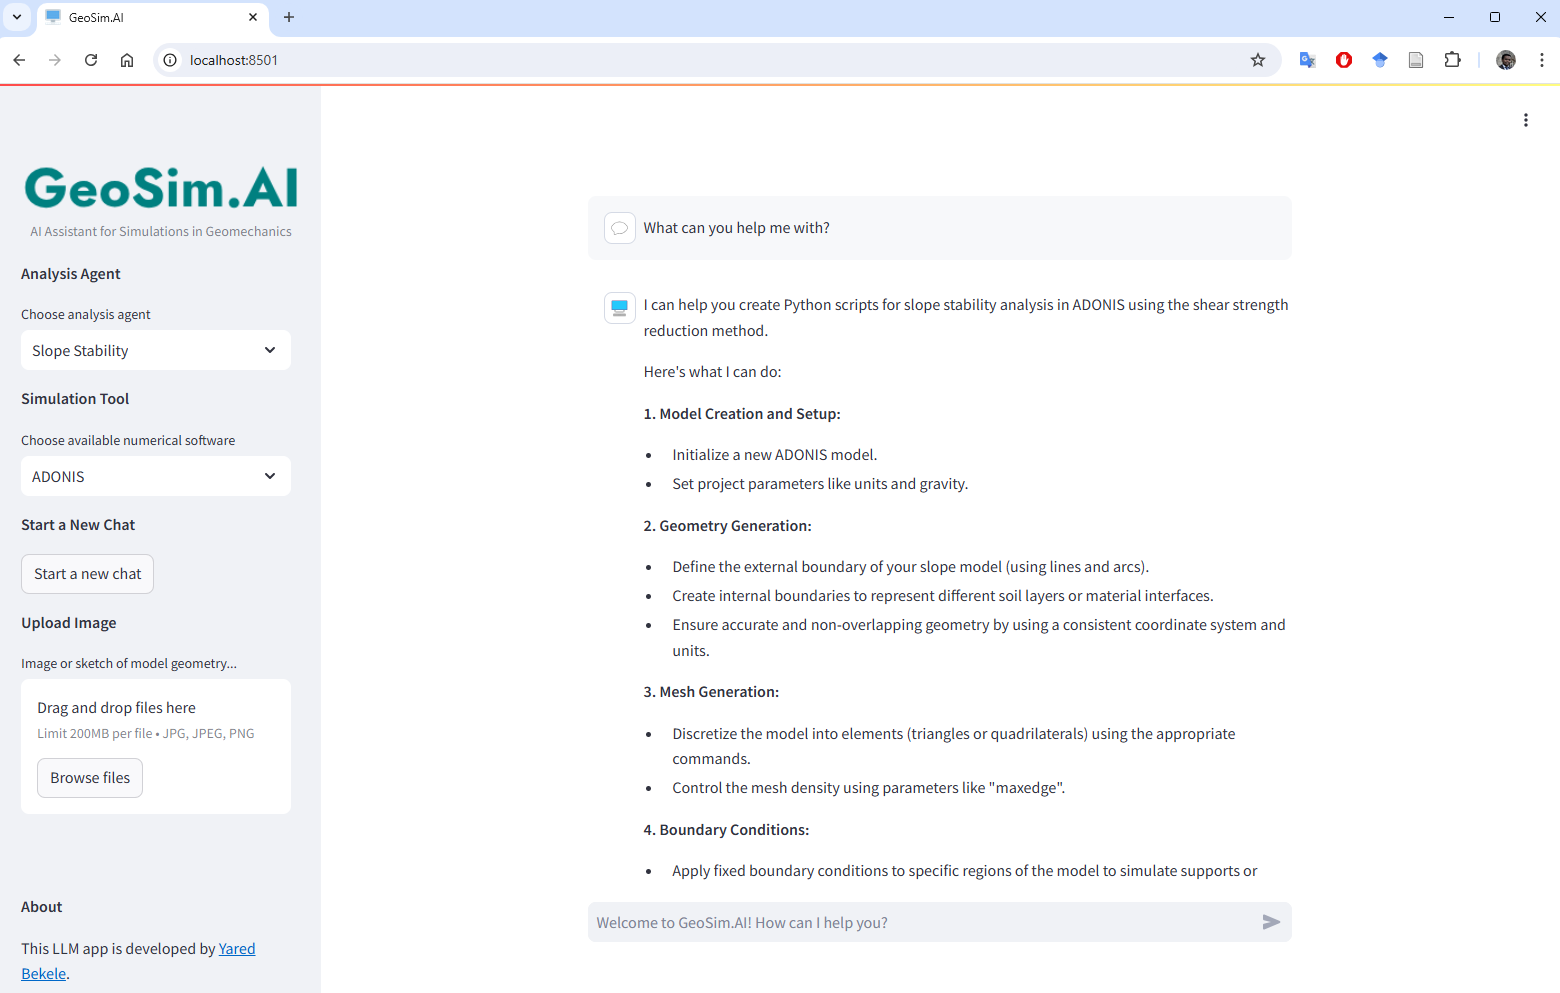 GeoSim.AI
localhost:8501
GeoSim.AI
AI Assistant for Simulations in Geomechanics
Analysis Agent
Choose analysis agent
Slope Stability
Simulation Tool
Choose available numerical software
ADONIS
Start a New Chat
Start a new chat
Upload Image
Image or sketch of model geometry...
Drag and drop files here
Limit 200MB per file • JPG, JPEG, PNG
Browse files
About
This LLM app is developed by Yared
Bekele.
What can you help me with?
I can help you create Python scripts for slope stability analysis in ADONIS using the shear strength
reduction method.
Here's what I can do:
1. Model Creation and Setup:
• Initialize a new ADONIS model.
• Set project parameters like units and gravity.
2. Geometry Generation:
• Define the external boundary of your slope model (using lines and arcs).
• Create internal boundaries to represent different soil layers or material interfaces.
• Ensure accurate and non-overlapping geometry by using a consistent coordinate system and
units.
3. Mesh Generation:
• Discretize the model into elements (triangles or quadrilaterals) using the appropriate
commands.
• Control the mesh density using parameters like "maxedge".
4. Boundary Conditions:
• Apply fixed boundary conditions to specific regions of the model to simulate supports or
Welcome to GeoSim.AI! How can I help you?